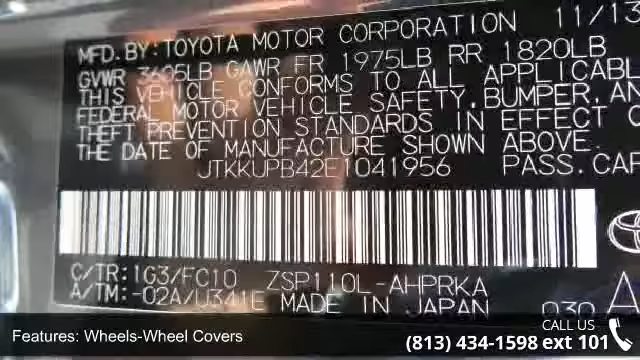 MFD. BY: TOYOTA MOTOR CORPORATION 11/13
GVWR 3605LB GAWR FR 1975LB RR 1820LB
THIS VEHICLE CONFORMS TO ALL APPLICABL
FEDERAL MOTOR VEHICLE SAFETY, BUMPER, AN
THEFT PREVENTION STANDARDS IN EFFECT O
THE DATE OF MANUFACTURE SHOWN ABOVE.
JTKKUPB42E1041956 PASS. CAR
C/TR: 1G3/FC10 ZSP110L-AHPRKA
A/TM: -02A/U341E MADE IN JAPAN
Features: Wheels-Wheel Covers
CALL US
(813) 434-1598 ext 101